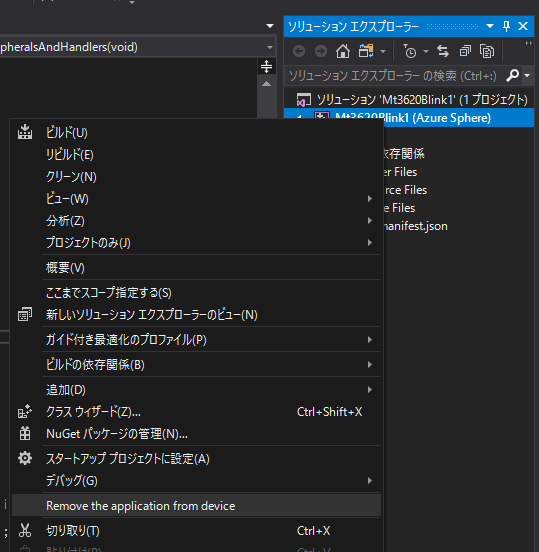 ソリューション エクスプローラー
pheralsAndHandlers(void)
ソリューション エクスプローラー の検索 (Ctrl+:)
ソリューション 'Mt3620Blink1' (1 プロジェクト)
Mt3620Blink1 (Azure Sphere)
依存関係
er Files
rce Files
e Files
manifest.json
ビルド(U)
リビルド(E)
クリーン(N)
ビュー(W)
分析(Z)
プロジェクトのみ(J)
概要(V)
ここまでスコープ指定する(S)
新しいソリューション エクスプローラーのビュー(N)
ガイド付き最適化のプロファイル(P)
ビルドの依存関係(B)
追加(D)
クラス ウィザード(Z)... Ctrl+Shift+X
NuGet パッケージの管理(N)...
スタートアップ プロジェクトに設定(A)
デバッグ(G)
Remove the application from device
i
;
切り取り(T) Ctrl+X